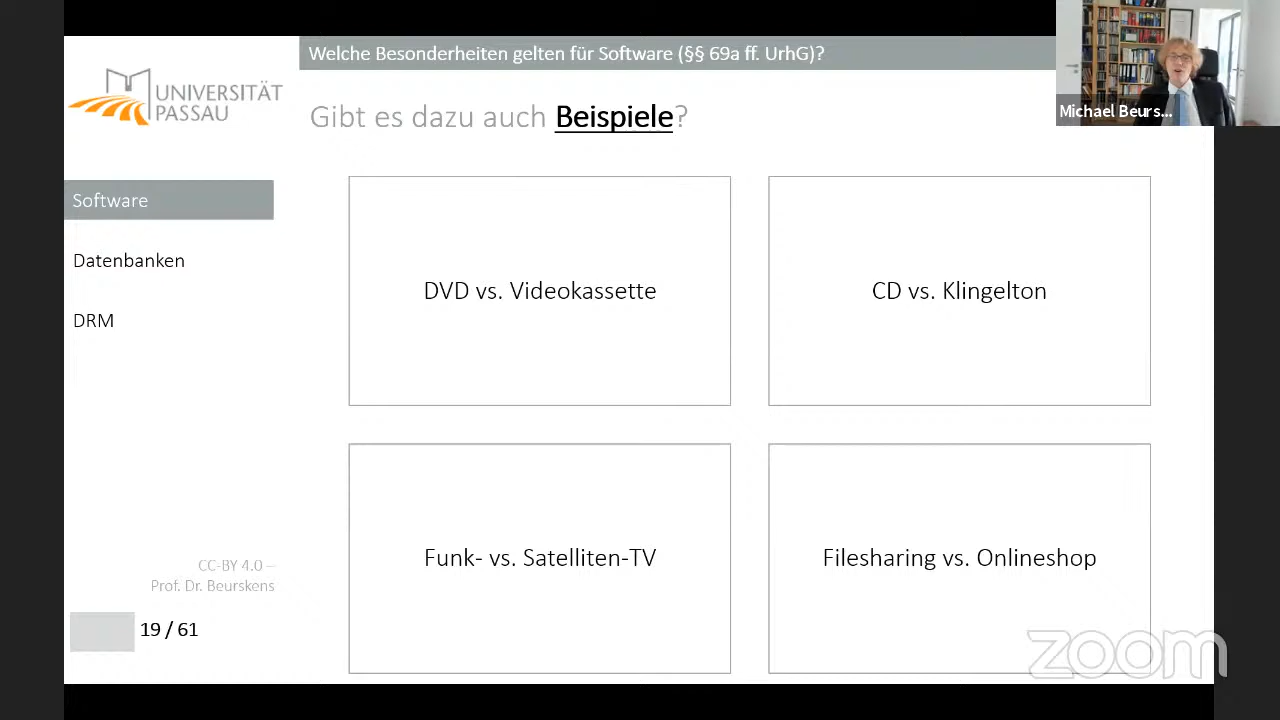 Welche Besonderheiten gelten für Software (§§ 69a ff. UrhG)?
Michael Beurs...
UNIVERSITÄT
PASSAU
Gibt es dazu auch Beispiele?
Software
Datenbanken
DRM
DVD vs. Videokassette
CD vs. Klingelton
Funk- vs. Satelliten-TV
Filesharing vs. Onlineshop
CC-BY 4.0 –
Prof. Dr. Beurskens
19 / 61
zoom